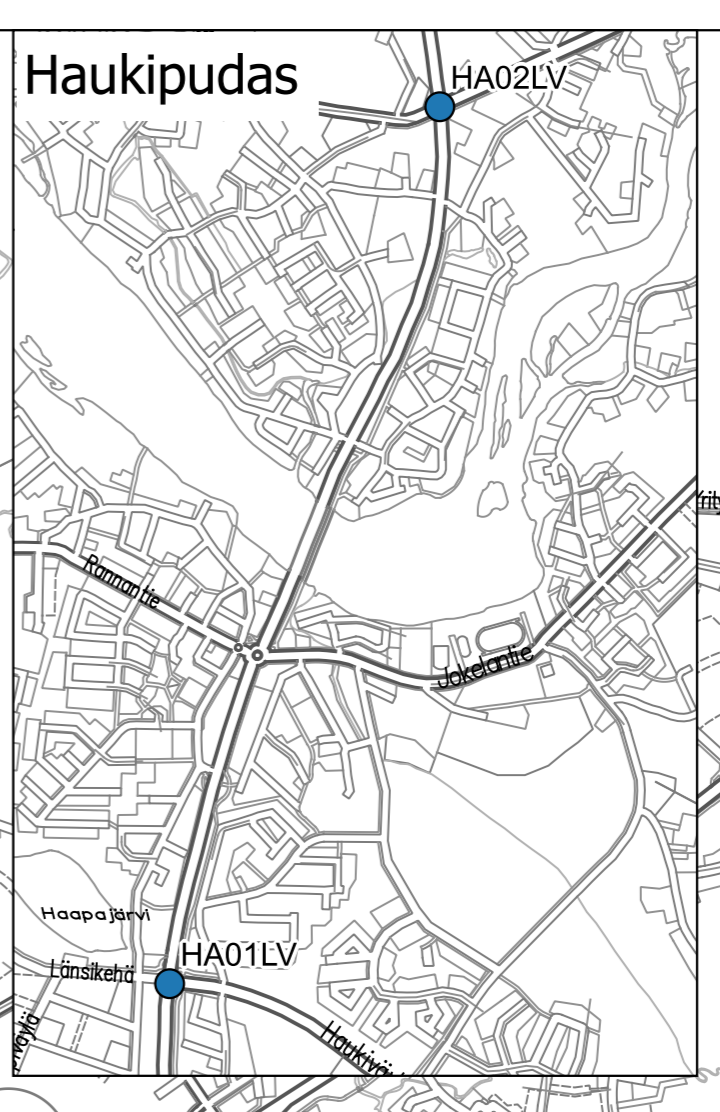 Haukipudas
HA02LV
Rannantie
Jokelantie
Haapajärvi
HA01LV
Länsikehä